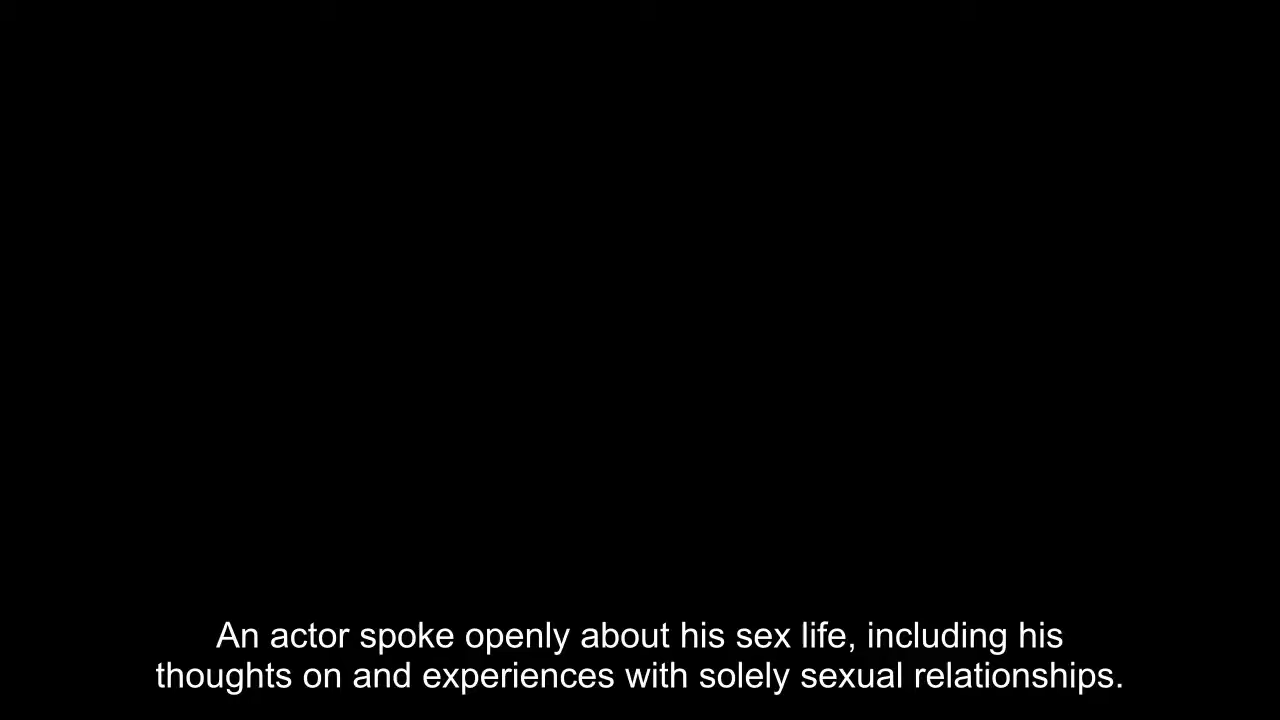 An actor spoke openly about his sex life, including his
thoughts on and experiences with solely sexual relationships.